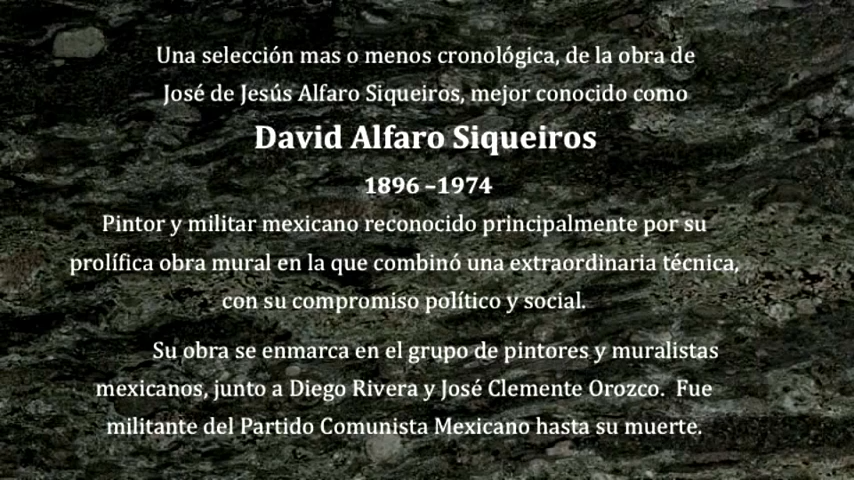 Una selección mas o menos cronológica, de la obra de
José de Jesús Alfaro Siqueiros, mejor conocido como
David Alfaro Siqueiros
1896 –1974
Pintor y militar mexicano reconocido principalmente por su
prolífica obra mural en la que combinó una extraordinaria técnica,
con su compromiso político y social.
Su obra se enmarca en el grupo de pintores y muralistas
mexicanos, junto a Diego Rivera y José Clemente Orozco. Fue
militante del Partido Comunista Mexicano hasta su muerte.